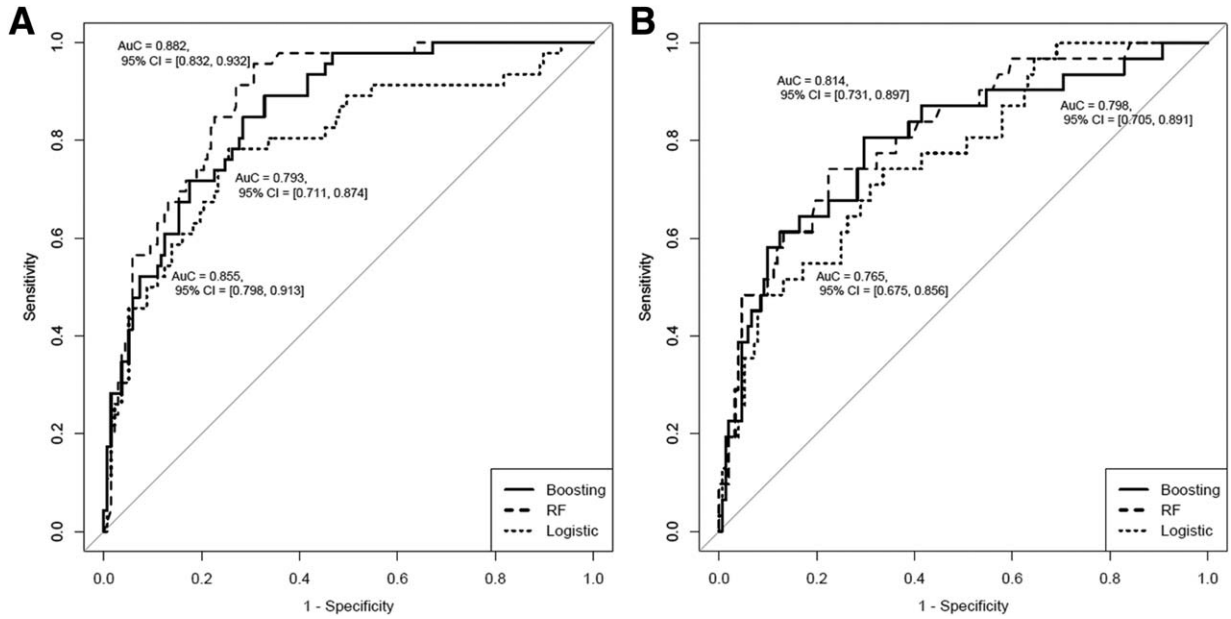 A
AuC = 0.882,
95% CI = [0.832, 0.932]
AuC = 0.793,
95% CI = [0.711, 0.874]
AuC = 0.855,
95% CI = [0.798, 0.913]
Sensitivity
1.0
0.8
0.6
0.4
0.2
0.0
0.0 0.2 0.4 0.6 0.8 1.0
1 - Specificity
Boosting
RF
Logistic
B
AuC = 0.814,
95% CI = [0.731, 0.897]
AuC = 0.798,
95% CI = [0.705, 0.891]
AuC = 0.765,
95% CI = [0.675, 0.856]
Sensitivity
1.0
0.8
0.6
0.4
0.2
0.0
0.0 0.2 0.4 0.6 0.8 1.0
1 - Specificity
Boosting
RF
Logistic